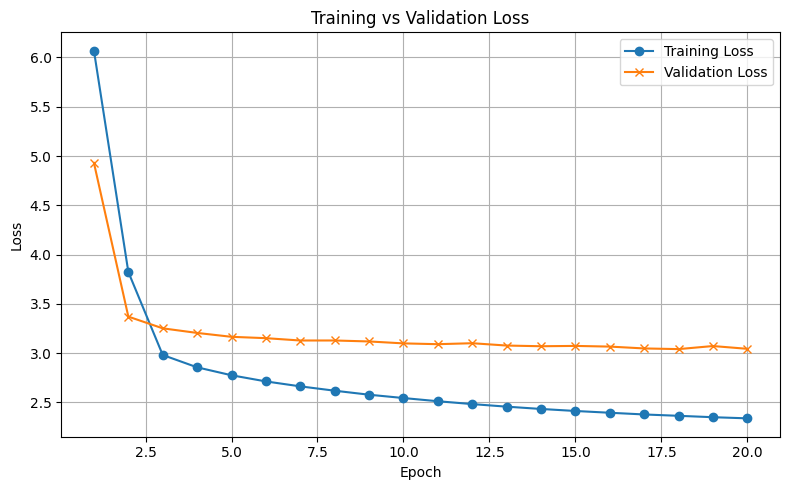 Training vs Validation Loss
Training Loss
Validation Loss
6.0
5.5
5.0
4.5
4.0
3.5
3.0
2.5
Loss
2.5 5.0 7.5 10.0 12.5 15.0 17.5 20.0
Epoch